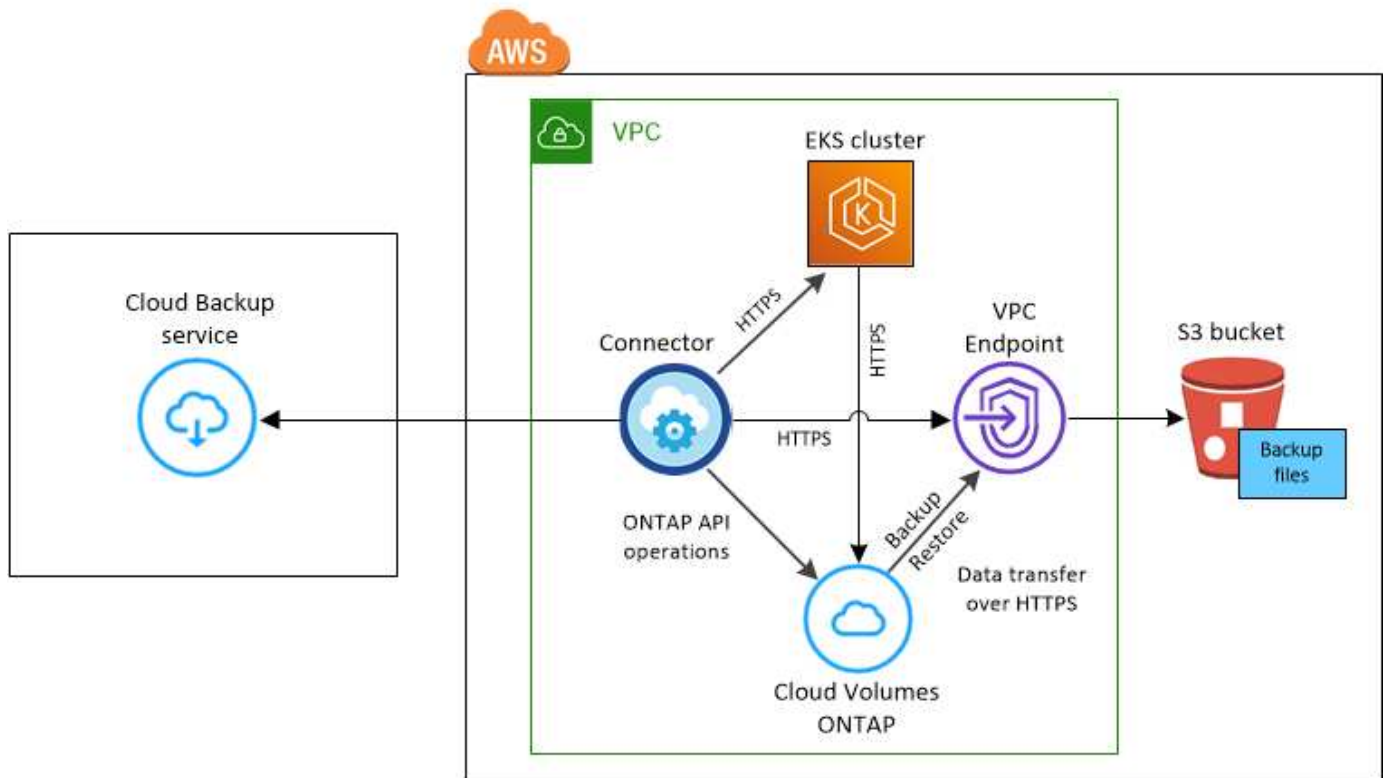 AWS
VPC
EKS cluster
Cloud Backup
service
HTTPS
HTTPS
VPC
Endpoint
S3 bucket
Connector
HTTPS
Backup
files
ONTAP API
operations
Backup
Restore
Data transfer
over HTTPS
Cloud Volumes
ONTAP
K